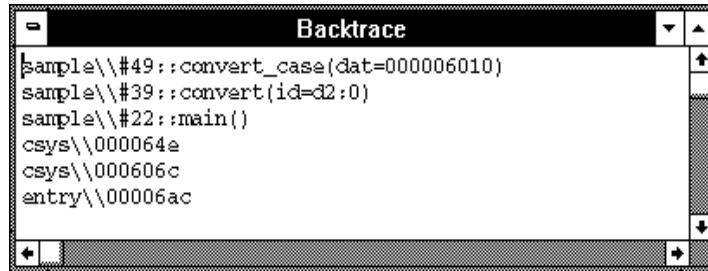 Backtrace
sample\\#49::convert_case(dat=000006010)
sample\\#39::convert(id=d2:0)
sample\\#22::main()
csys\\000064e
csys\\000606c
entry\\00006ac